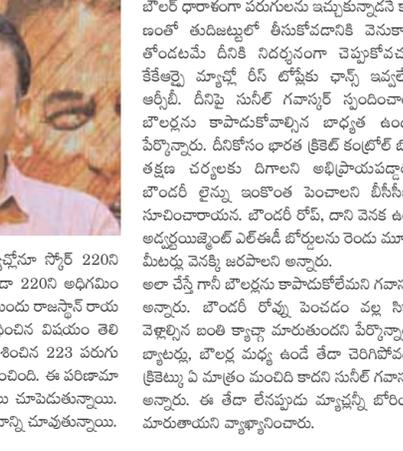 బౌలర్ ధారాళంగా పరుగులను ఇచ్చుకున్నాడనే
ణంతో తుదిజట్టులో తీసుకోవడానికి వెనుకా
తోండటమే దీనికి నిదర్శనంగా చెప్పుకోవచ
కేకేఆర్పై మ్యాచ్లో రీస్ టోప్లేకు ఛాన్స్ ఇవ్వలే
ఆర్సీబీ. దీనిపై సునీల్ గవాస్కర్ స్పందించా
బౌలర్లను కాపాడుకోవాల్సిన బాధ్యత ఉం
పేర్కొన్నారు. దీనికోసం భారత క్రికెట్ కంట్రోల్
తక్షణ చర్యలకు దిగాలని అభిప్రాయపడ్డా
బౌండరీ లైన్ను ఇంకొంత పెంచాలని బీసీసీ
సూచించారాయన. బౌండరీ రోప్, దాని వెనక
అడ్వర్టయిజ్మెంట్ ఎల్ఈడీ బోర్డులను రెండు మూ
మీటర్లు వెనక్కి జరపాలని అన్నారు.
అలా చేస్తే గానీ బౌలర్లను కాపాడుకోలేమని గవా
అన్నారు. బౌండరీ రోప్ను పెంచడం వల్ల సి
వెళ్లాల్సిన బంతి క్యాచ్గా మారుతుందని పేర్కొన్నా
బ్యాటర్లు, బౌలర్ల మధ్య ఉండే తేడా చెరిగిపోవ
క్రికెట్కు ఏ మాత్రం మంచిది కాదని సునీల్ గవా
అన్నారు. ఈ తేడా లేనప్పుడు మ్యాచ్లన్నీ బోరిం
మారుతాయని వ్యాఖ్యానించారు.
చ్లోనూ స్కోర్ 220ని
డా 220ని అధిగమిం
ముందు రాజస్థాన్ రాయ
ంచిన విషయం తెలి
శించిన 223 పరుగు
ంచింది. ఈ పరిణామా
లు చూపెడుతున్నాయి.
న్ని చూవుతున్నాయి.